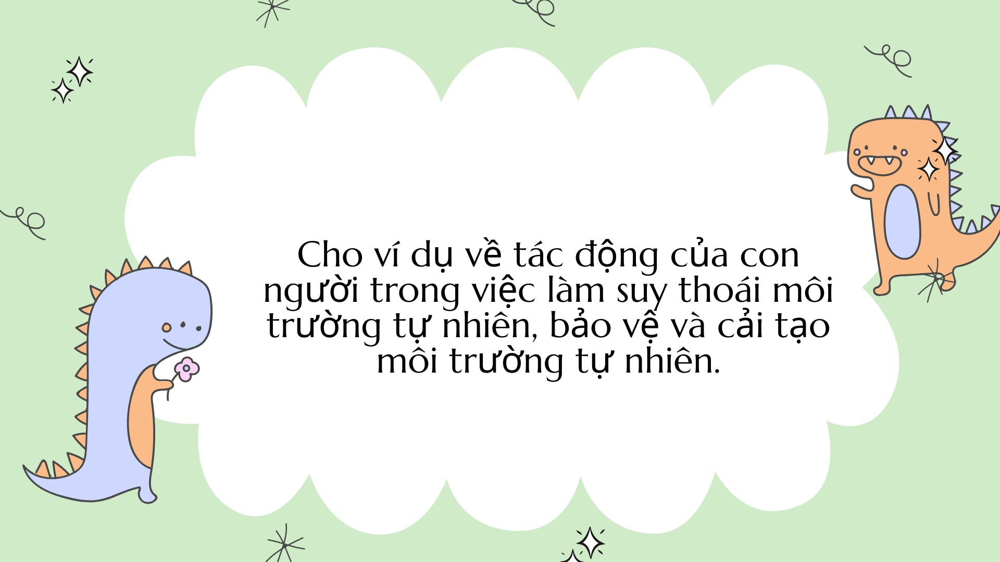 Cho ví dụ về tác động của con
người trong việc làm suy thoái môi
trường tự nhiên, bảo vệ và cải tạo
môi trường tự nhiên.